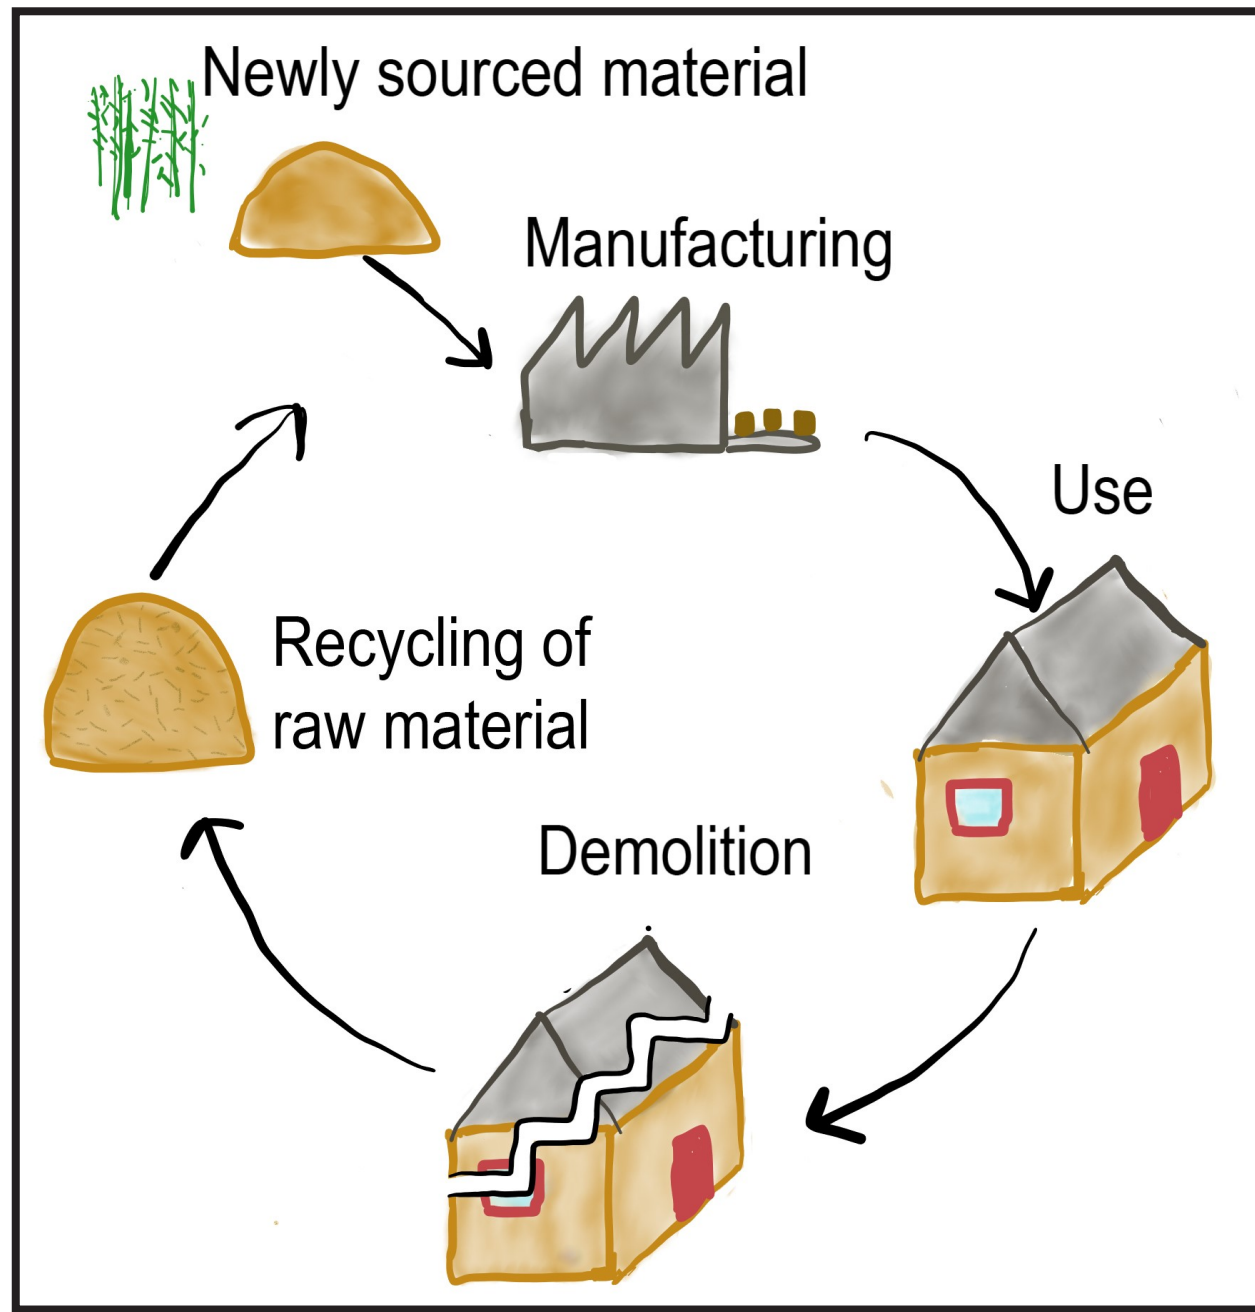 Newly sourced material
Manufacturing
Use
Recycling of
raw material
Demolition